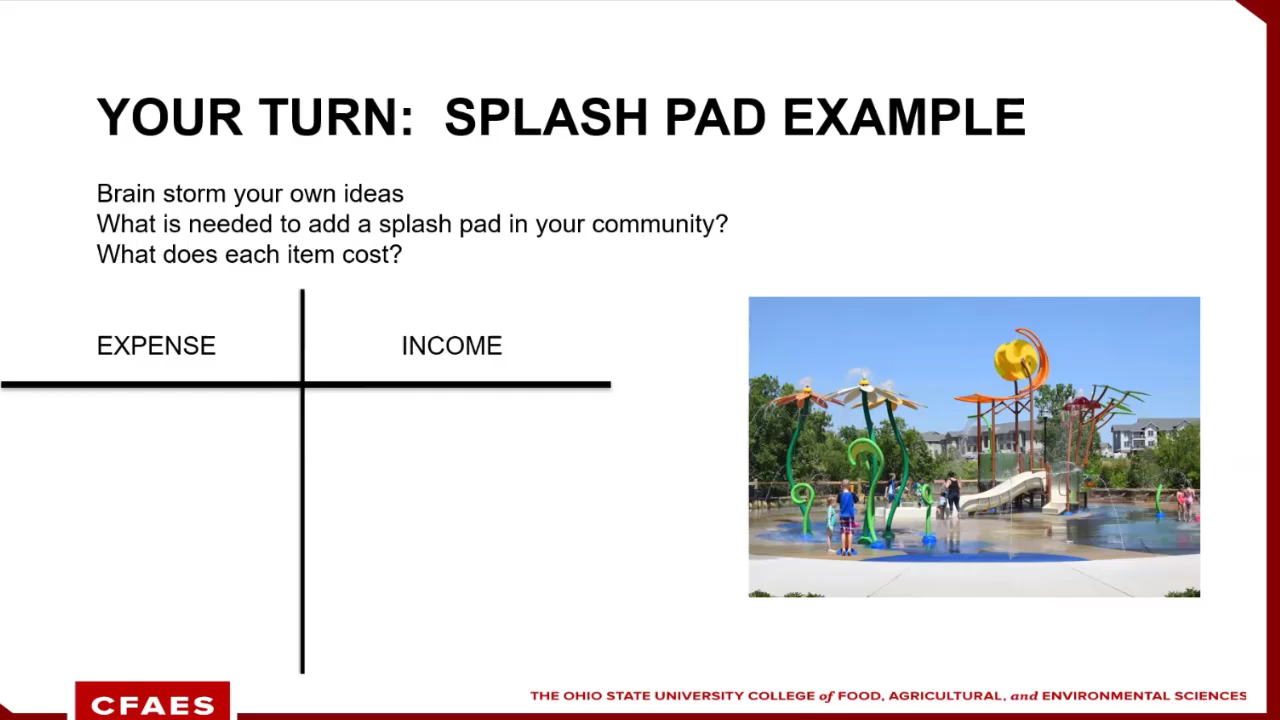 YOUR TURN: SPLASH PAD EXAMPLE
Brain storm your own ideas
What is needed to add a splash pad in your community?
What does each item cost?
EXPENSE
INCOME
CFAES
THE OHIO STATE UNIVERSITY COLLEGE of FOOD, AGRICULTURAL, and ENVIRONMENTAL SCIENCES